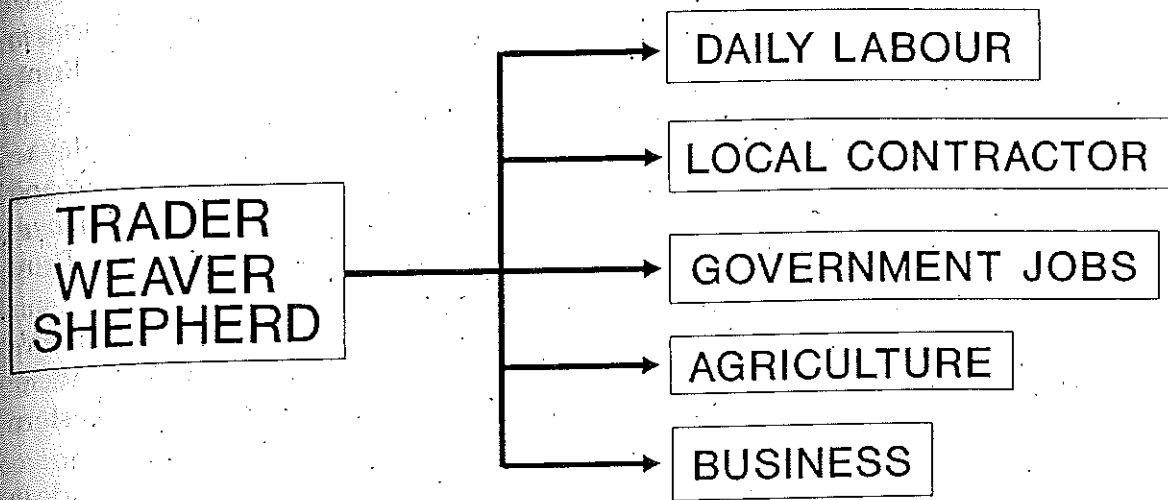 TRADER
WEAVER
SHEPHERD
DAILY LABOUR
LOCAL CONTRACTOR
GOVERNMENT JOBS
AGRICULTURE
BUSINESS